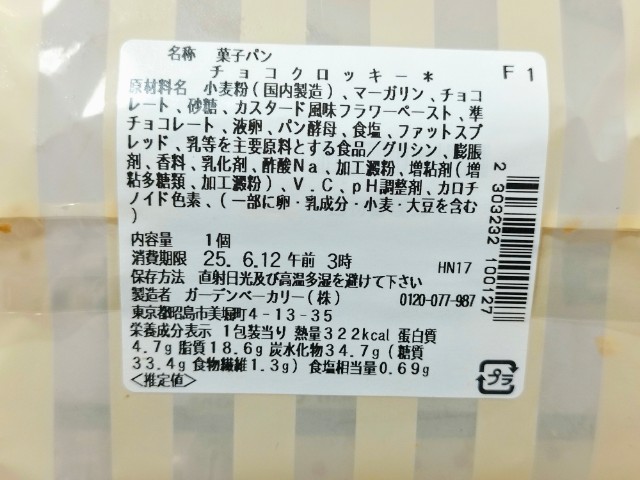 名称 菓子パン
チョコクロッキー*
F1
原材料名 小麦粉(国内製造)、マーガリン、チョコ
レート、砂糖、カスタード風味フラワーペースト、準
チョコレート、液卵、パン酵母、食塩、ファットスプ
レッド、乳等を主要原料とする食品/グリシン、膨脹
剤、香料、乳化剤、酢酸Na、加工澱粉、増粘剤(増
粘多糖類、加工澱粉)、V.C、pH調整剤、カロチ
ノイド色素、(一部に卵・乳成分・小麦・大豆を含む
)
内容量 1個
消費期限 25. 6.12午前 3時
HN17
保存方法 直射日光及び高温多湿を避けて下さい
製造者 ガーデンベーカリー(株) 0120-077-987
東京都昭島市美堀町4-13-35
栄養成分表示 1包装当り 熱量322kcal 蛋白質
4.7g 脂質18.6g 炭水化物34.7g(糖質
33.4g 食物繊維1.3g) 食塩相当量0.69g
<推定値>
プラ
2 303232 100127